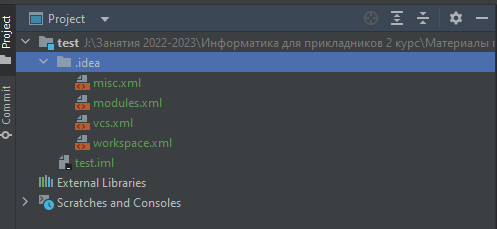 Project
Project
test J:\Занятия 2022-2023\Информатика для прикладников 2 курс\Материалы
.idea
misc.xml
modules.xml
vcs.xml
workspace.xml
test.iml
External Libraries
Scratches and Consoles
Commit